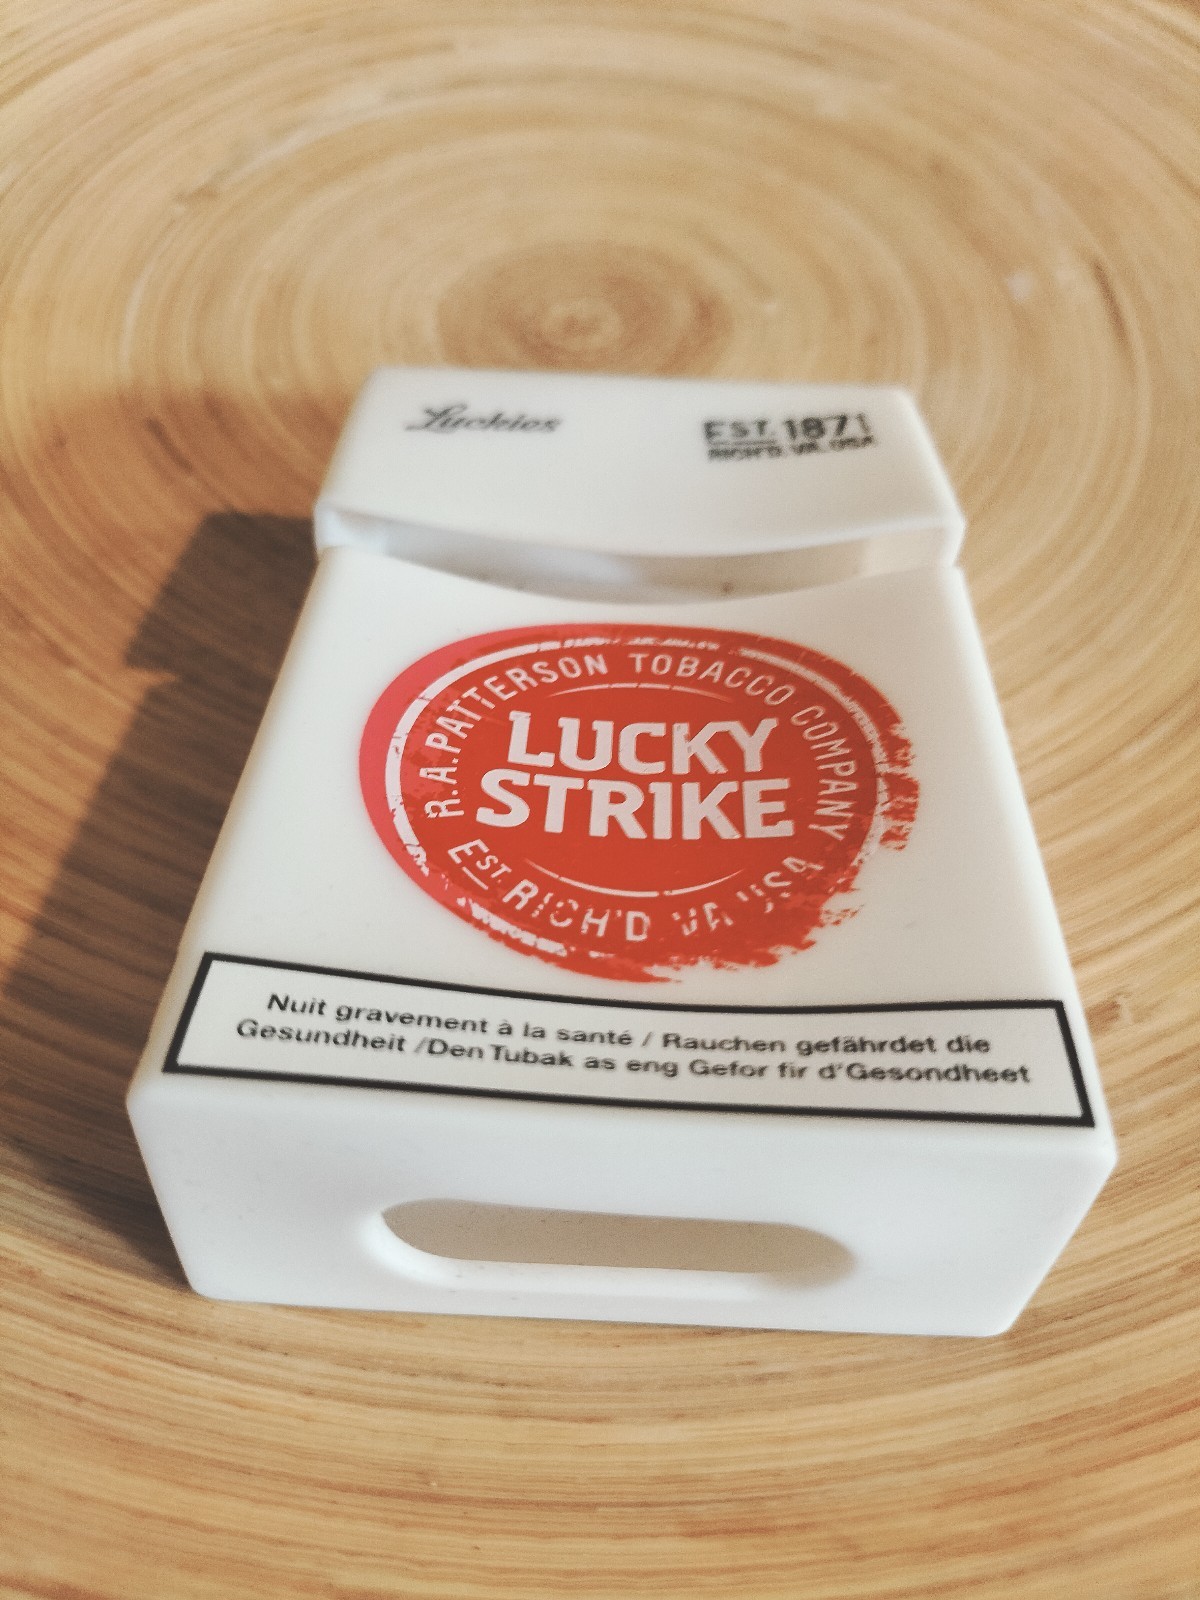 Luckies
EST. 1871
RICH'D. VA. USA
R.A.PATTERSON TOBACCO COMPANY
LUCKY
STRIKE
EST. RICH'D VA USA
Nuit gravement à la santé / Rauchen gefährdet die
Gesundheit /Den Tubak as eng Gefor fir d'Gesondheet